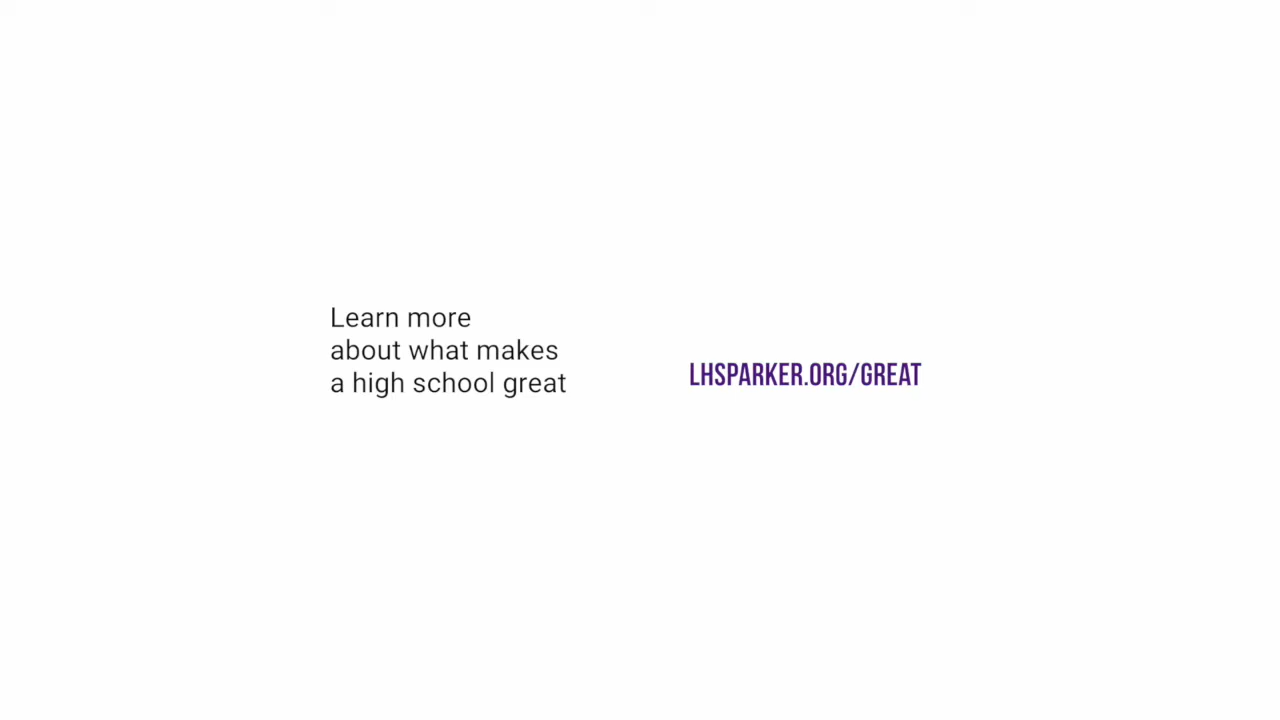 Learn more
about what makes
a high school great
LHSPARKER.ORG/GREAT